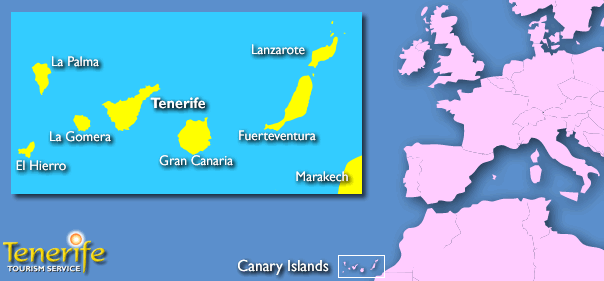 Lanzarote
La Palma
Tenerife
La Gomera
Fuerteventura
El Hierro
Gran Canaria
Marakech
Tenerife
TOURISM SERVICE
Canary Islands